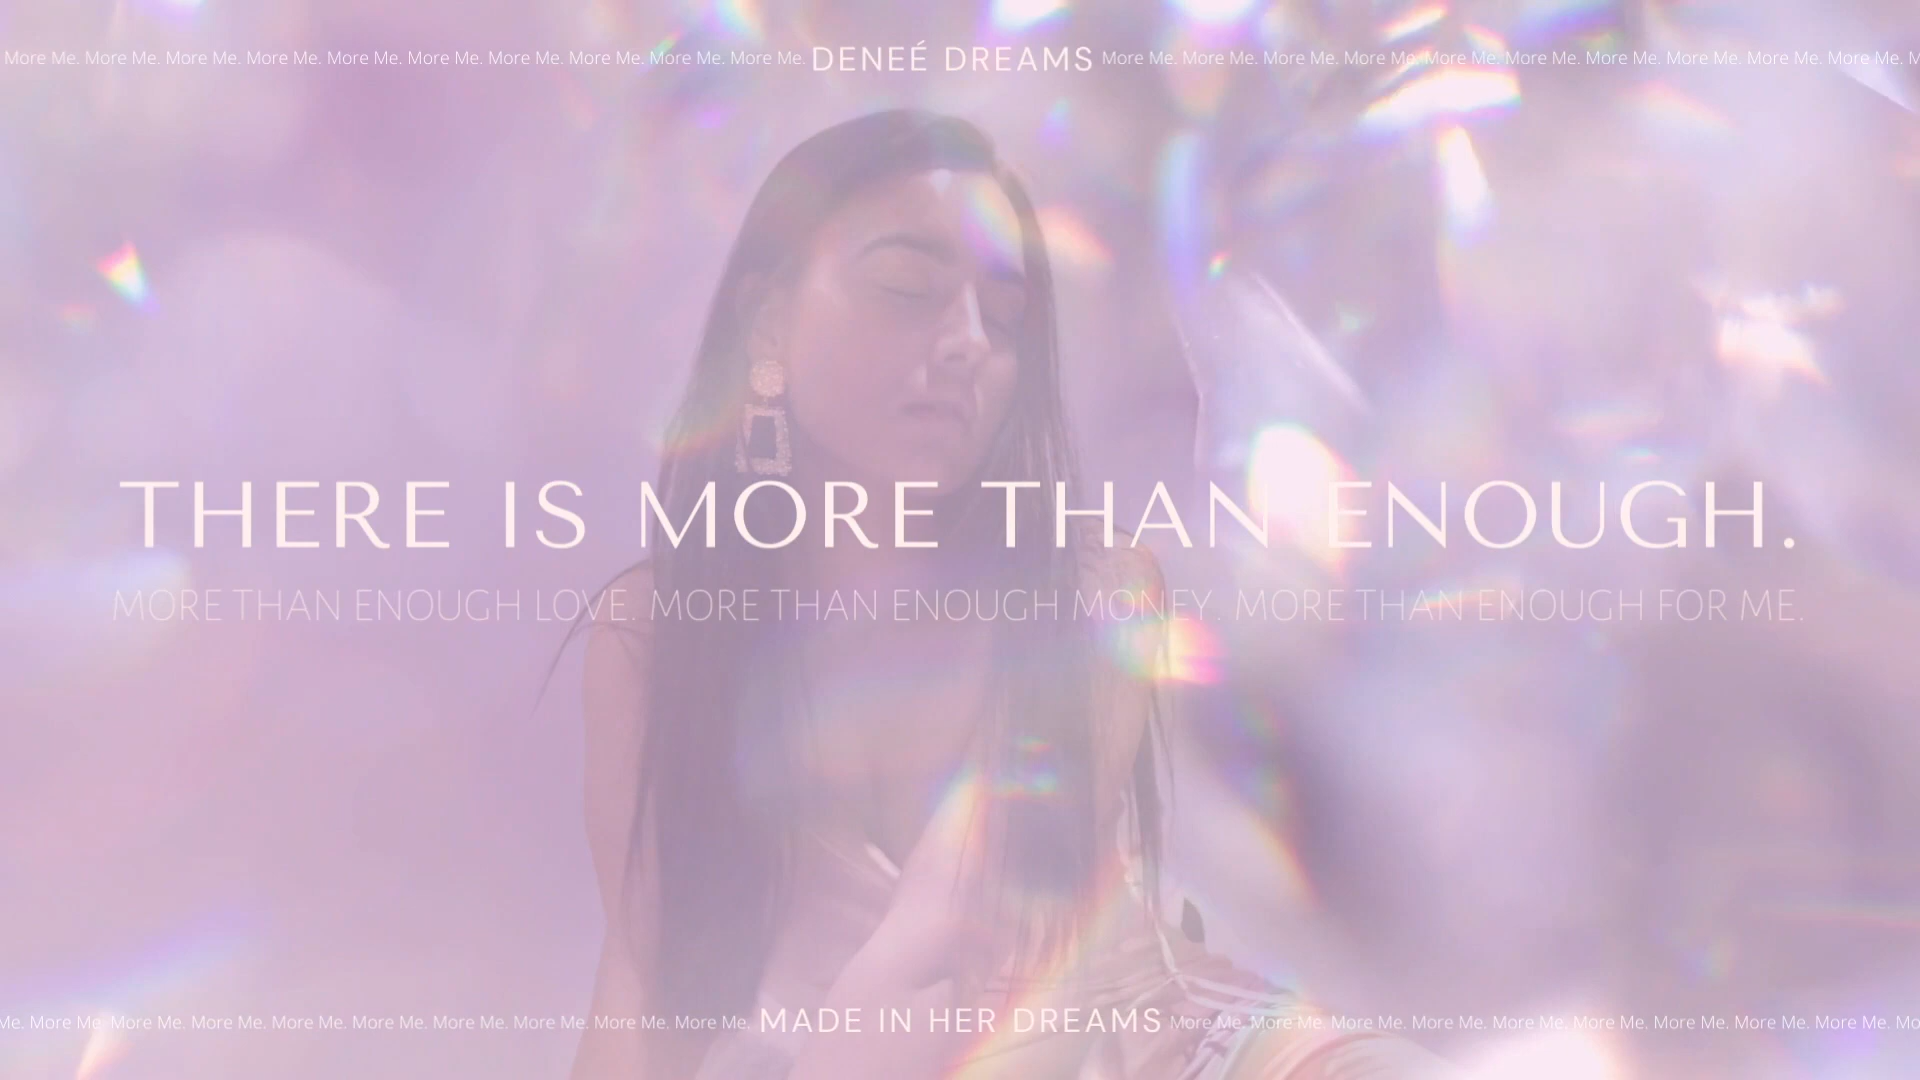 More Me. More Me. More Me. More Me. More Me. More Me. More Me. More Me. More Me. More Me. DENEÉ DREAMS More Me. More Me. More Me. More Me. More Me. More Me. More Me. More Me. More Me. More Me. M
THERE IS MORE THAN ENOUGH.
MORE THAN ENOUGH LOVE. MORE THAN ENOUGH MONEY. MORE THAN ENOUGH FOR ME.
Me. More Me. More Me. More Me. More Me. More Me. More Me. More Me. More Me. More Me. MADE IN HER DREAMS More Me. More Me. More Me. More Me. More Me. More Me. More Me. More Me. More Me. Mo